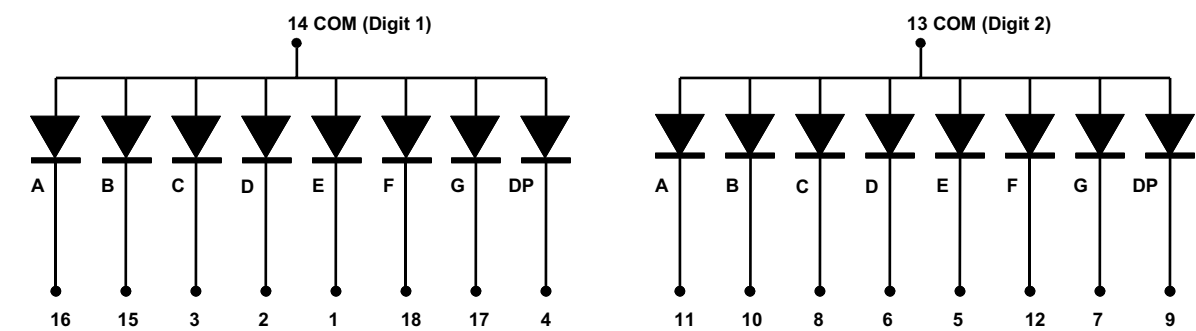 14 COM (Digit 1) 13 COM (Digit 2)
A B C D E F G DP A B C D E F G DP
16 15 3 2 1 18 17 4 11 10 8 6 5 12 7 9